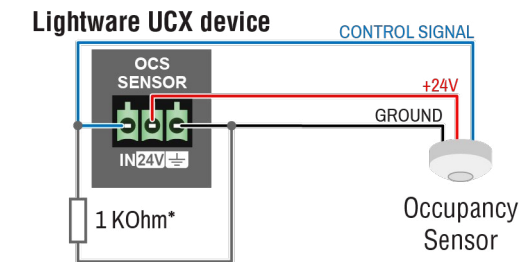 Lightware UCX device
CONTROL SIGNAL
OCS
SENSOR
+24V
GROUND
IN 24V
1 KOhm*
Occupancy
Sensor